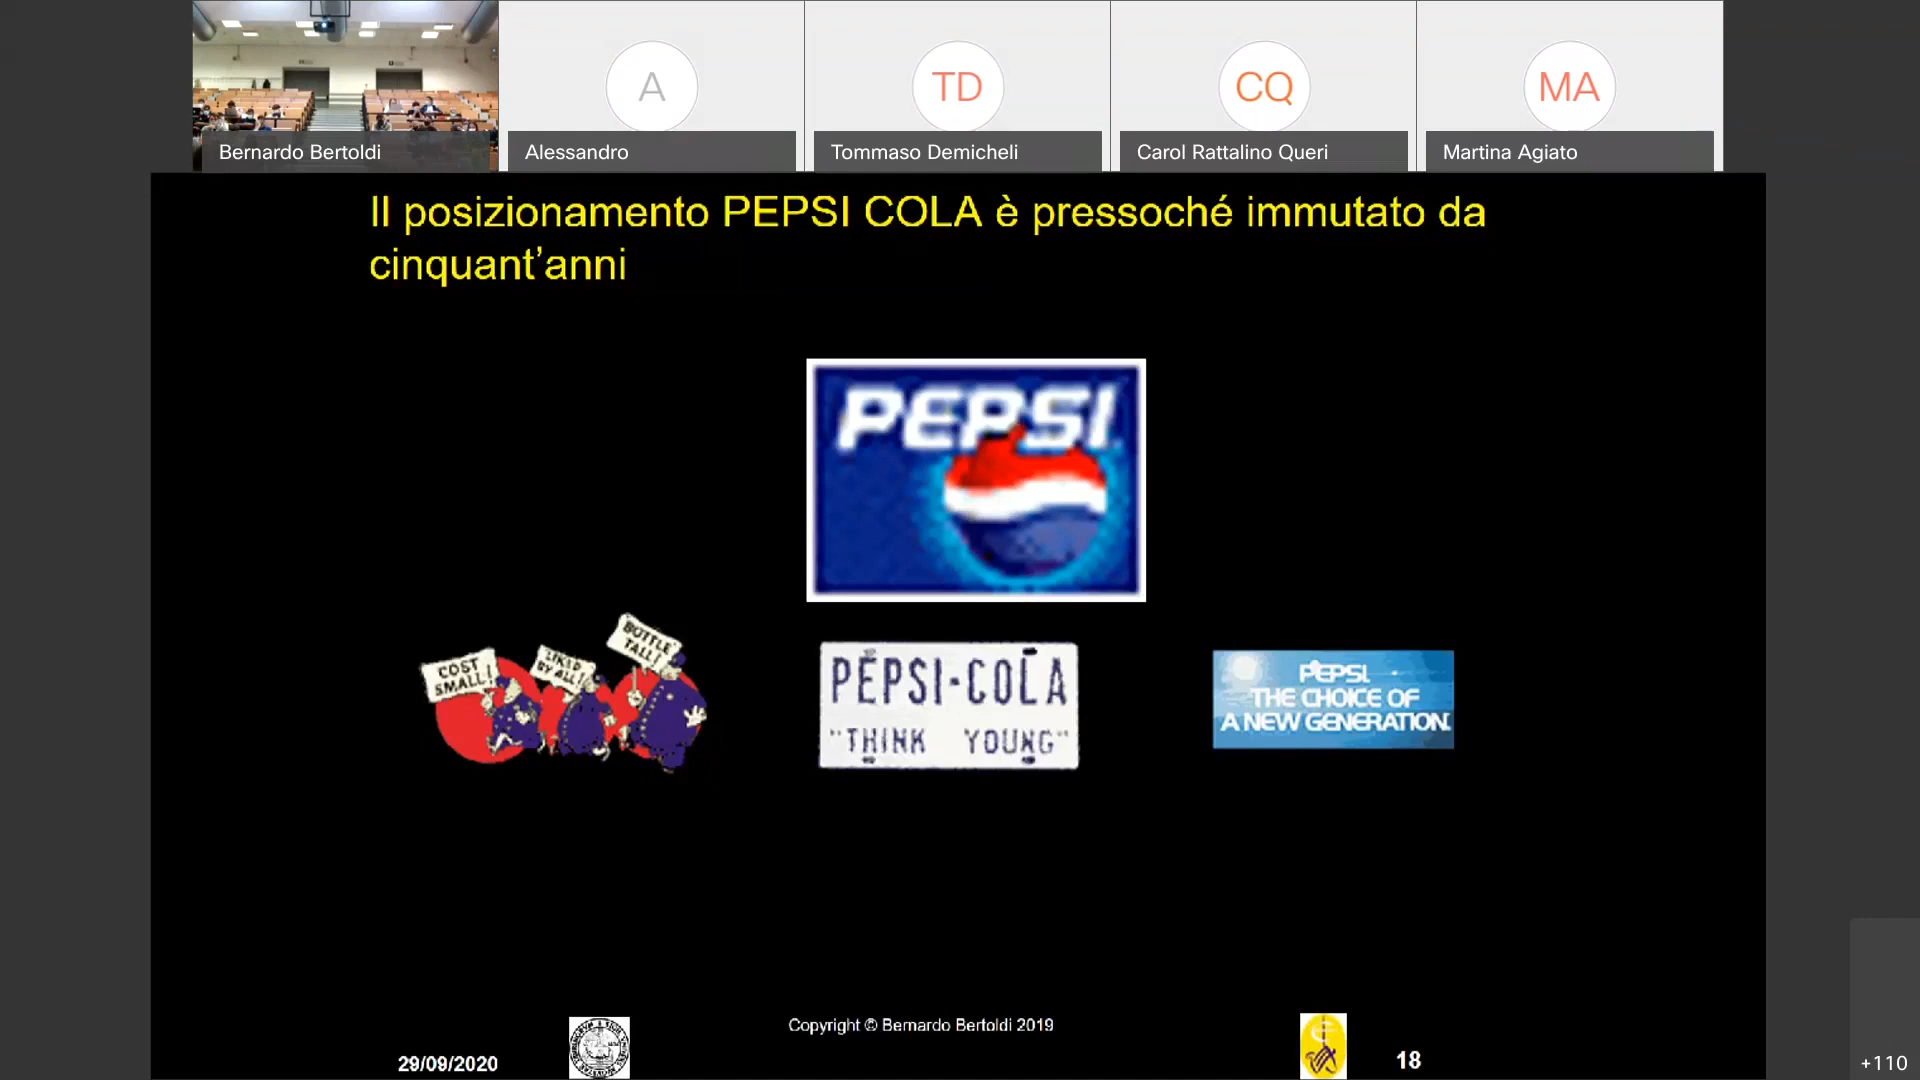 A
TD
CQ
MA
Bernardo Bertoldi
Alessandro
Tommaso Demicheli
Carol Rattalino Queri
Martina Agiato
Il posizionamento PEPSI COLA è pressoché immutato da
cinquant’anni
PEPSI
COST
SMALL!
LIKED
BY ALL!
BOTTLE
TALL!
PEPSI-COLA
"THINK YOUNG"
PEPSI.
THE CHOICE OF
A NEW GENERATION.
Copyright © Bernardo Bertoldi 2019
29/09/2020
18
+110